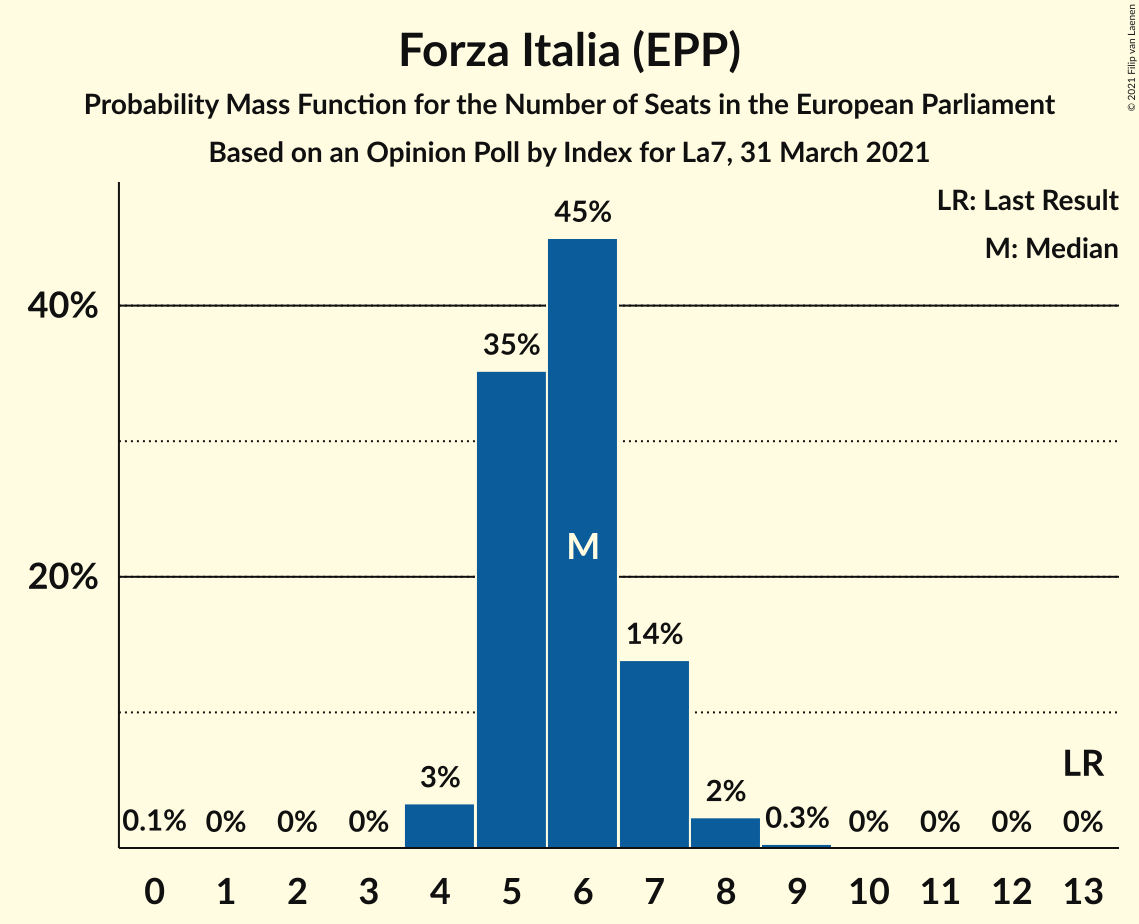 Forza Italia (EPP)
Probability Mass Function for the Number of Seats in the European Parliament
Based on an Opinion Poll by Index for La7, 31 March 2021
© 2021 Filip van Laenen
LR: Last Result
M: Median
45%
40%
35%
M
20%
14%
LR
3%
2%
0.1% 0% 0% 0% 0.3% 0% 0% 0% 0%
0 1 2 3 4 5 6 7 8 9 10 11 12 13